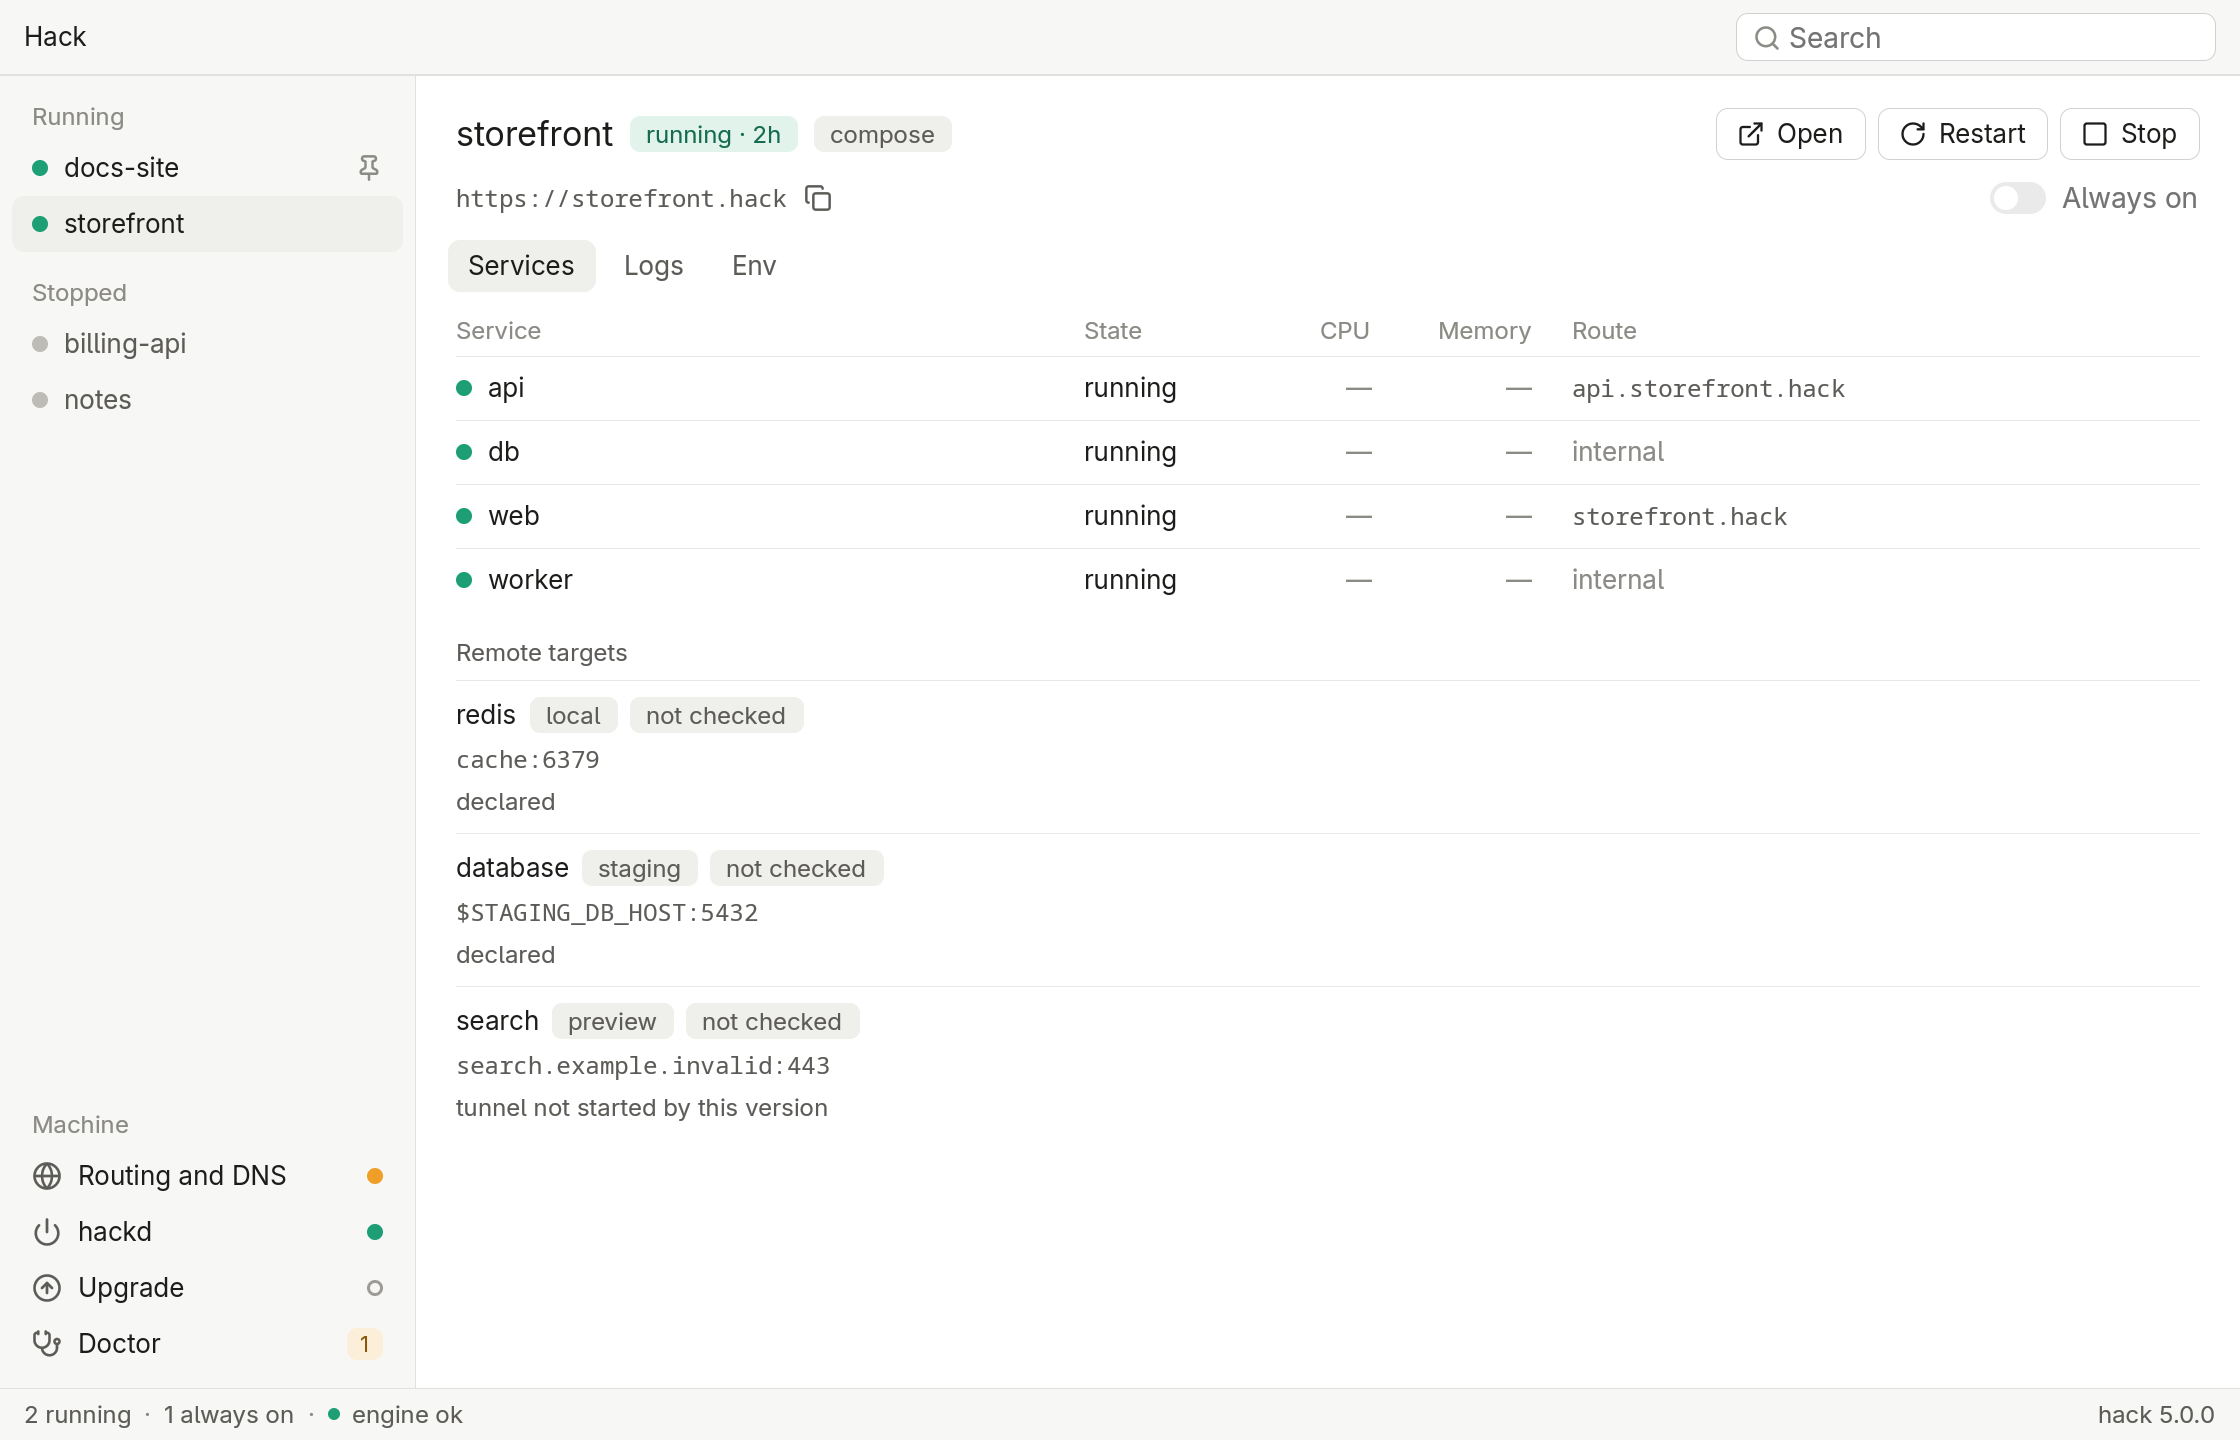 Hack
Search
Running
docs-site
storefront
Stopped
billing-api
notes
Machine
Routing and DNS
hackd
Upgrade
Doctor 1
storefront running · 2h compose
Open Restart Stop
https://storefront.hack
Always on
Services Logs Env
Service State CPU Memory Route
api running — — api.storefront.hack
db running — — internal
web running — — storefront.hack
worker running — — internal
Remote targets
redis local not checked
cache:6379
declared
database staging not checked
$STAGING_DB_HOST:5432
declared
search preview not checked
search.example.invalid:443
tunnel not started by this version
2 running · 1 always on · engine ok
hack 5.0.0